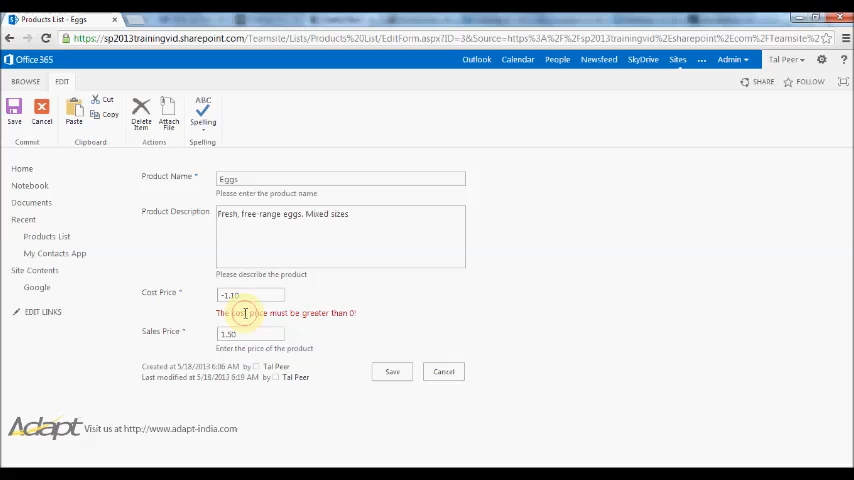 Products List - Eggs
https://sp2013trainingvid.sharepoint.com/Teamsite/Lists/Products%20List/EditForm.aspx?ID=3&Source=https%3A%2F%2Fsp2013trainingvid%2Esharepoint%2Ecom%2FTeamsite%2
Office 365
Outlook Calendar People Newsfeed SkyDrive Sites ... Admin Tal Peer ?
BROWSE EDIT SHARE FOLLOW
Save Cancel Paste Cut Copy Delete Item Attach File ABC Spelling
Commit Clipboard Actions Spelling
Home
Notebook
Documents
Recent
Products List
My Contacts App
Site Contents
Google
EDIT LINKS
Product Name * Eggs
Please enter the product name
Product Description Fresh, free-range eggs. Mixed sizes
Please describe the product
Cost Price * -1.10
The cost price must be greater than 0!
Sales Price * 1.50
Enter the price of the product
Created at 5/18/2013 6:06 AM by Tal Peer
Last modified at 5/18/2013 6:19 AM by Tal Peer
Save Cancel
Adapt Visit us at http://www.adapt-india.com